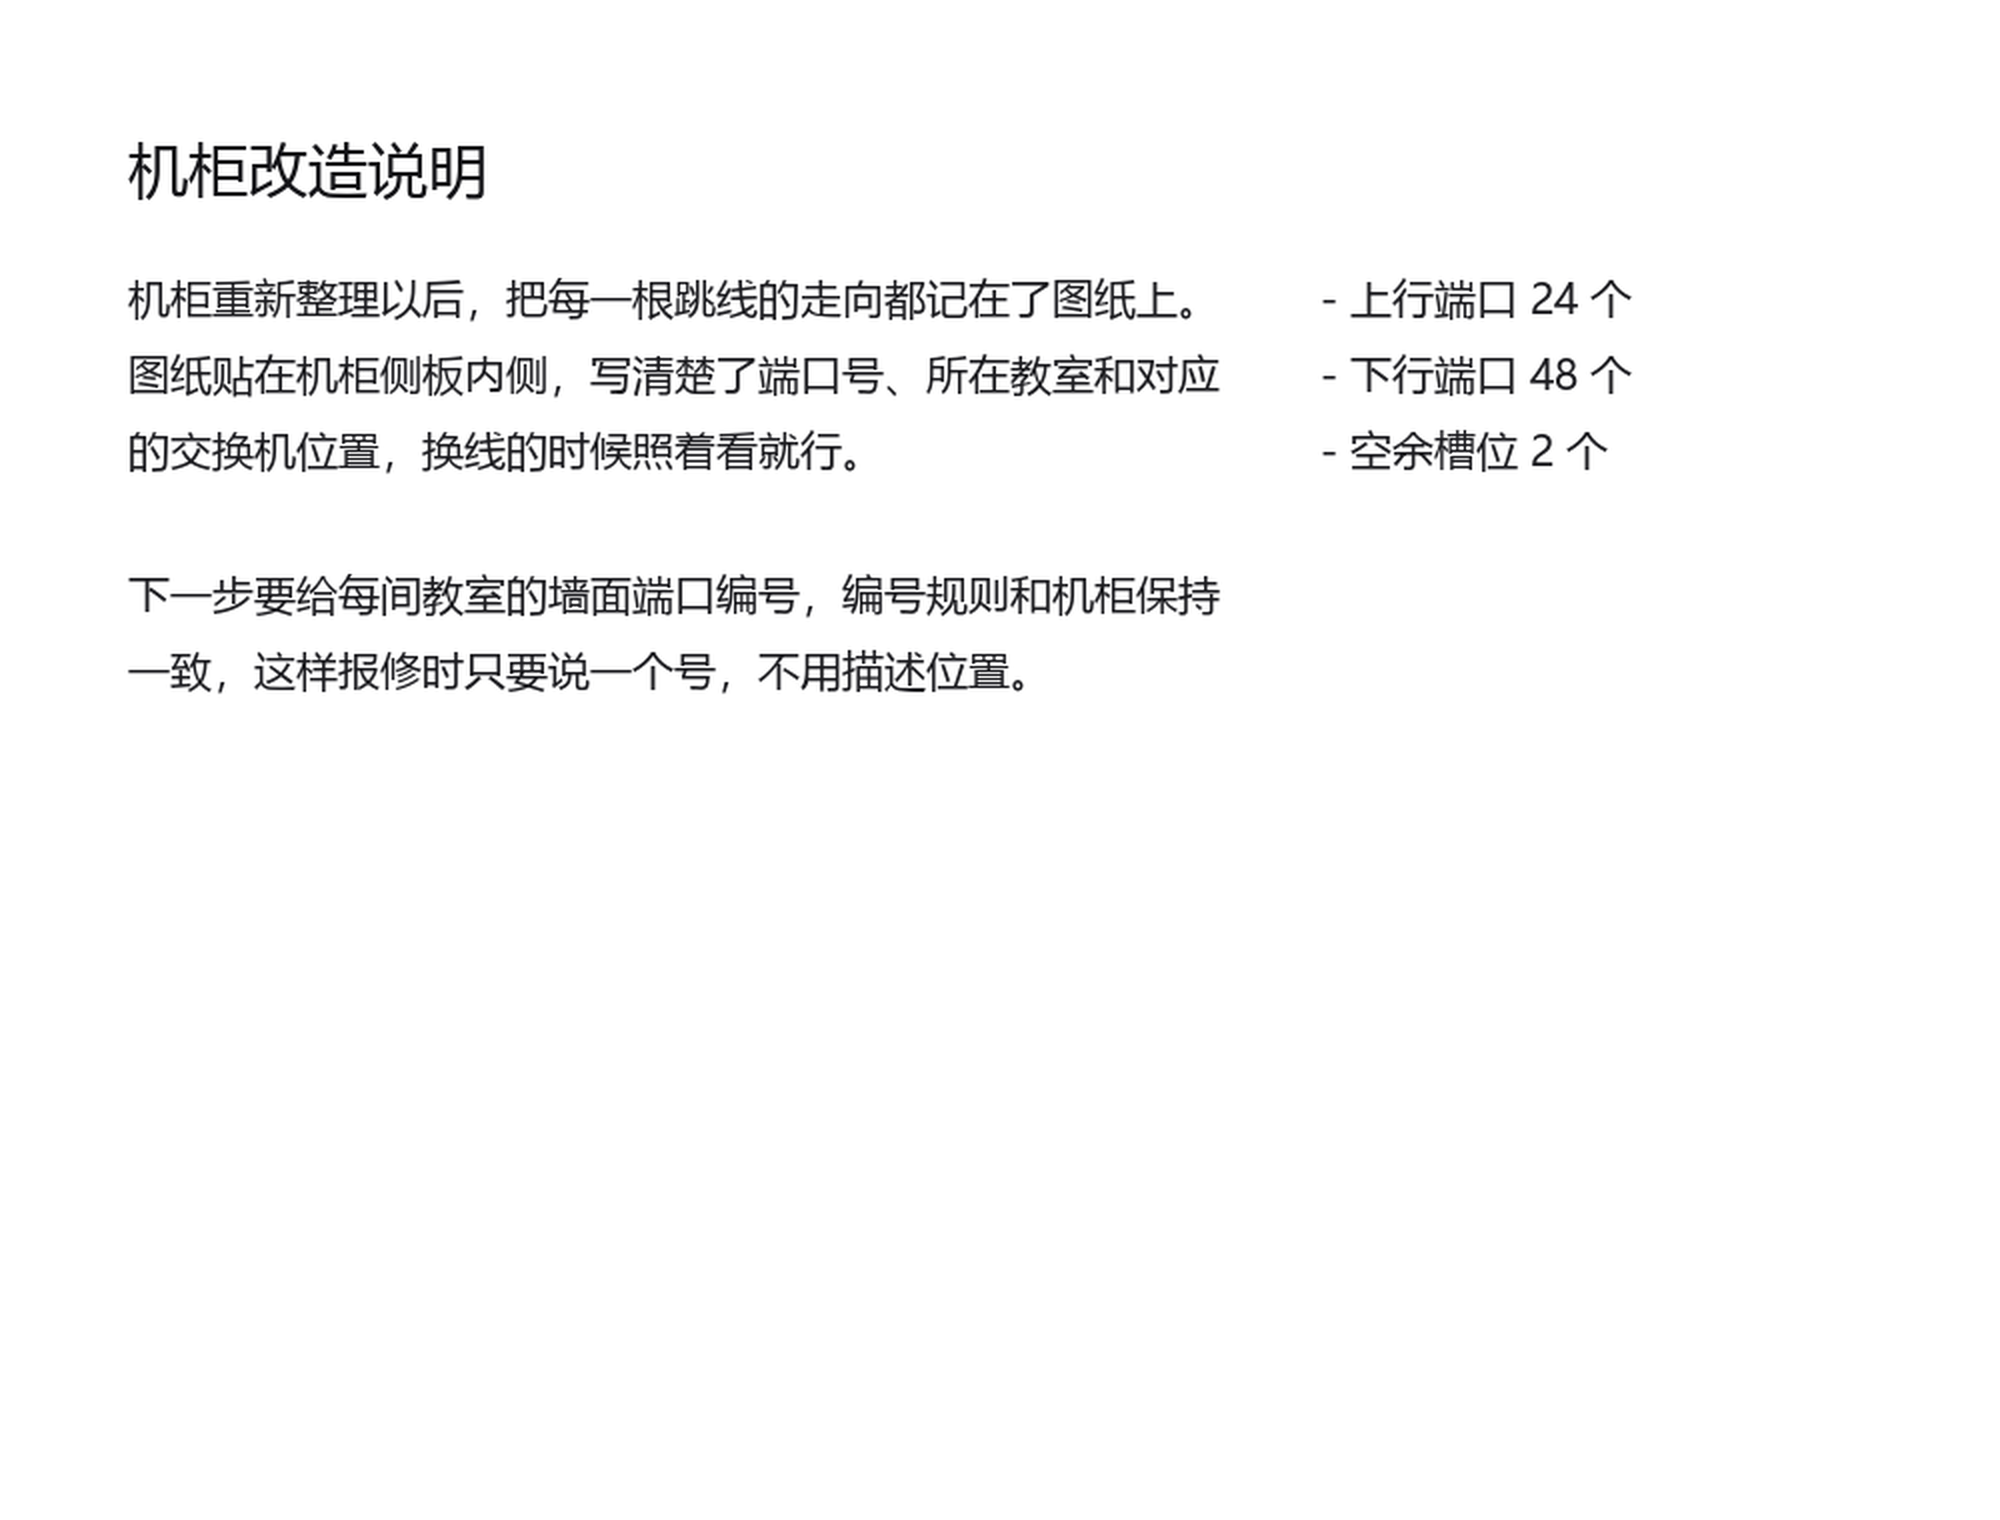 机柜改造说明
机柜重新整理以后，把每一根跳线的走向都记在了图纸上。
图纸贴在机柜侧板内侧，写清楚了端口号、所在教室和对应
的交换机位置，换线的时候照着看就行。
下一步要给每间教室的墙面端口编号，编号规则和机柜保持
一致，这样报修时只要说一个号，不用描述位置。
- 上行端口 24 个
- 下行端口 48 个
- 空余槽位 2 个